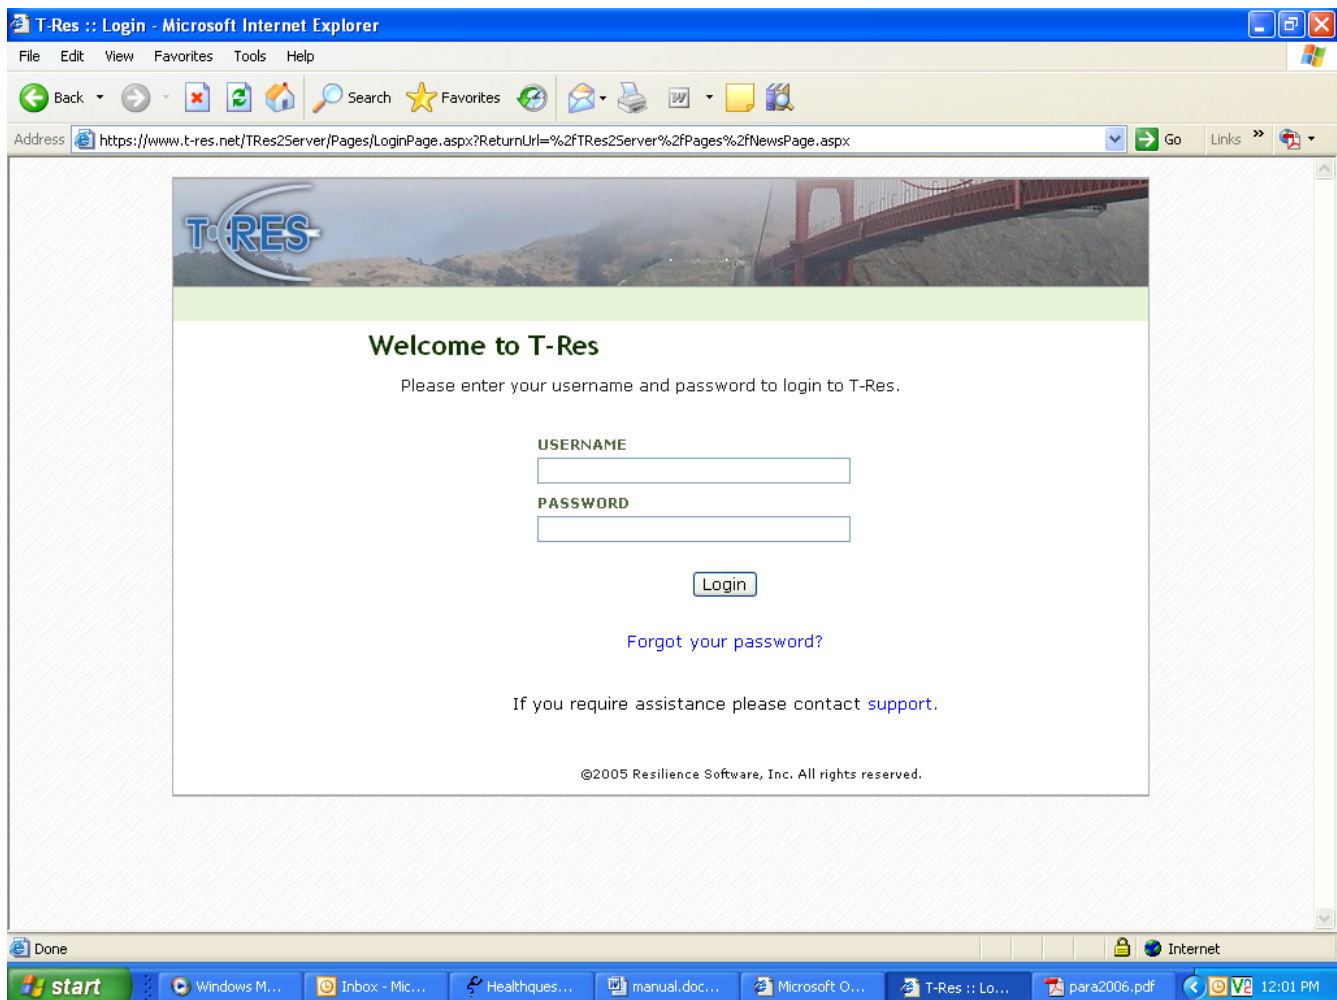 T-Res :: Login - Microsoft Internet Explorer
File Edit View Favorites Tools Help
Back Search Favorites
Address https://www.t-res.net/TRes2Server/Pages/LoginPage.aspx?ReturnUrl=%2fTRes2Server%2fPages%2fNewsPage.aspx Go Links »
T-RES
Welcome to T-Res
Please enter your username and password to login to T-Res.
USERNAME
PASSWORD
Login
Forgot your password?
If you require assistance please contact support.
©2005 Resilience Software, Inc. All rights reserved.
Done Internet
start Windows M... Inbox - Mic... Healthques... manual.doc... Microsoft O... T-Res :: Lo... para2006.pdf 12:01 PM